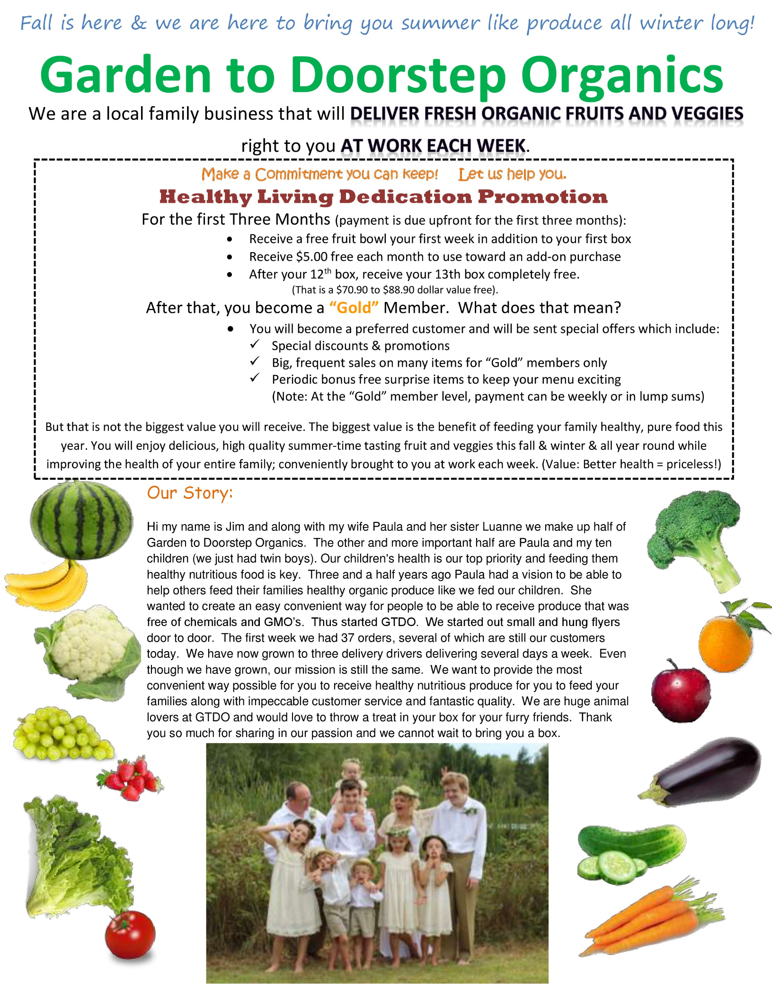 Fall is here & we are here to bring you summer like produce all winter long!
Garden to Doorstep Organics
We are a local family business that will DELIVER FRESH ORGANIC FRUITS AND VEGGIES
right to you AT WORK EACH WEEK.
Make a Commitment you can keep! Let us help you.
Healthy Living Dedication Promotion
For the first Three Months (payment is due upfront for the first three months):
• Receive a free fruit bowl your first week in addition to your first box
• Receive $5.00 free each month to use toward an add-on purchase
• After your 12th box, receive your 13th box completely free.
(That is a $70.90 to $88.90 dollar value free).
After that, you become a “Gold” Member. What does that mean?
• You will become a preferred customer and will be sent special offers which include:
✓ Special discounts & promotions
✓ Big, frequent sales on many items for “Gold” members only
✓ Periodic bonus free surprise items to keep your menu exciting
(Note: At the “Gold” member level, payment can be weekly or in lump sums)
But that is not the biggest value you will receive. The biggest value is the benefit of feeding your family healthy, pure food this
year. You will enjoy delicious, high quality summer-time tasting fruit and veggies this fall & winter & all year round while
improving the health of your entire family; conveniently brought to you at work each week. (Value: Better health = priceless!)
Our Story:
Hi my name is Jim and along with my wife Paula and her sister Luanne we make up half of
Garden to Doorstep Organics. The other and more important half are Paula and my ten
children (we just had twin boys). Our children's health is our top priority and feeding them
healthy nutritious food is key. Three and a half years ago Paula had a vision to be able to
help others feed their families healthy organic produce like we fed our children. She
wanted to create an easy convenient way for people to be able to receive produce that was
free of chemicals and GMO’s. Thus started GTDO. We started out small and hung flyers
door to door. The first week we had 37 orders, several of which are still our customers
today. We have now grown to three delivery drivers delivering several days a week. Even
though we have grown, our mission is still the same. We want to provide the most
convenient way possible for you to receive healthy nutritious produce for you to feed your
families along with impeccable customer service and fantastic quality. We are huge animal
lovers at GTDO and would love to throw a treat in your box for your furry friends. Thank
you so much for sharing in our passion and we cannot wait to bring you a box.